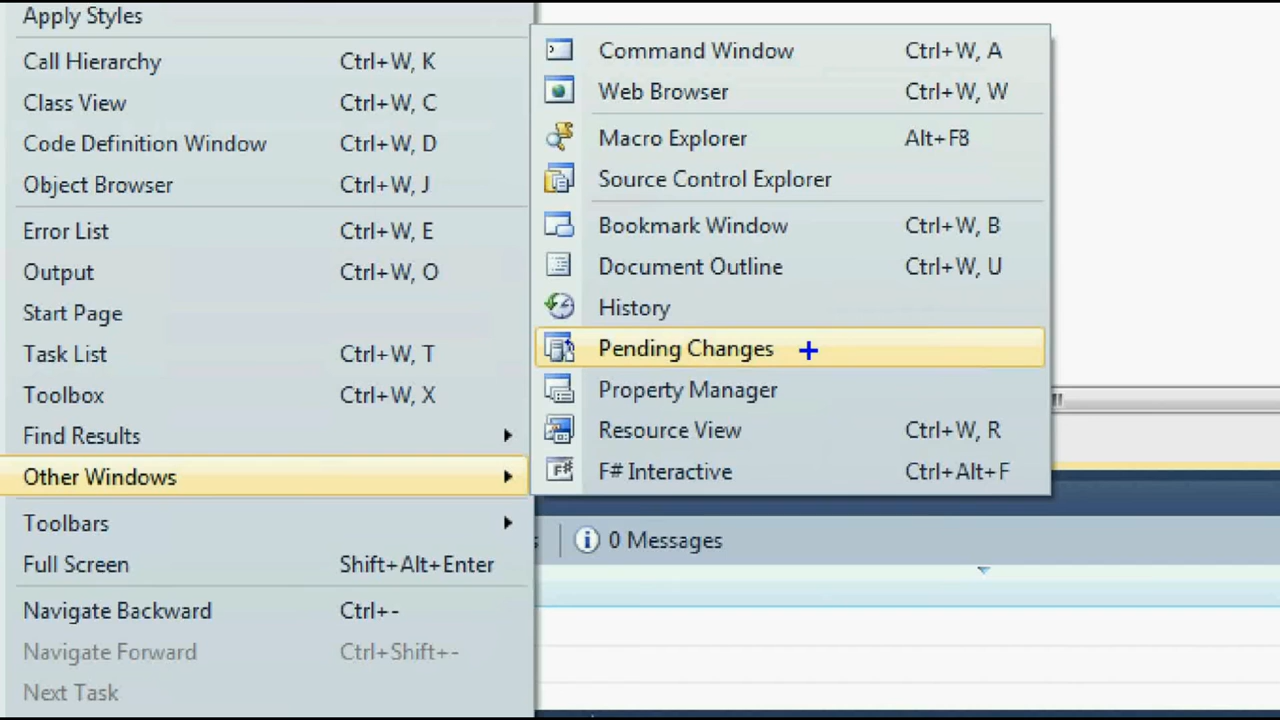 Apply Styles
Call Hierarchy Ctrl+W, K
Class View Ctrl+W, C
Code Definition Window Ctrl+W, D
Object Browser Ctrl+W, J
Error List Ctrl+W, E
Output Ctrl+W, O
Start Page
Task List Ctrl+W, T
Toolbox Ctrl+W, X
Find Results
Other Windows
Toolbars
Full Screen Shift+Alt+Enter
Navigate Backward Ctrl+-
Navigate Forward Ctrl+Shift+-
Next Task
Command Window Ctrl+W, A
Web Browser Ctrl+W, W
Macro Explorer Alt+F8
Source Control Explorer
Bookmark Window Ctrl+W, B
Document Outline Ctrl+W, U
History
Pending Changes
Property Manager
Resource View Ctrl+W, R
F# F# Interactive Ctrl+Alt+F
0 Messages